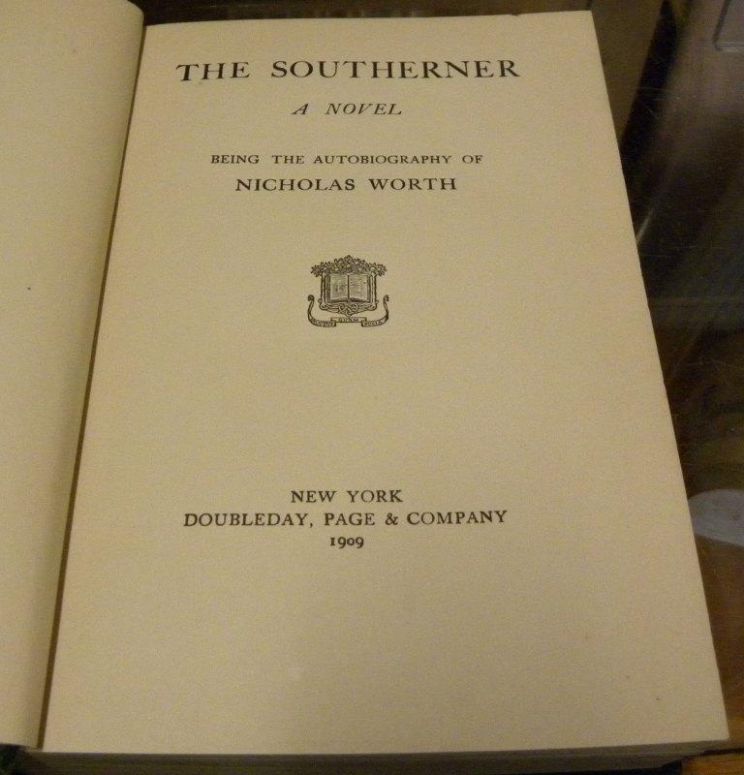 THE SOUTHERNER
A NOVEL
BEING THE AUTOBIOGRAPHY OF
NICHOLAS WORTH
NEW YORK
DOUBLEDAY, PAGE & COMPANY
1909